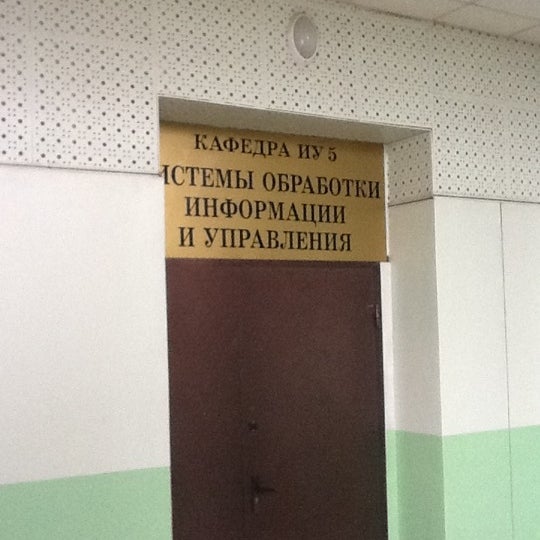 КАФЕДРА ИУ 5
ИСТЕМЫ ОБРАБОТКИ
ИНФОРМАЦИИ
И УПРАВЛЕНИЯ